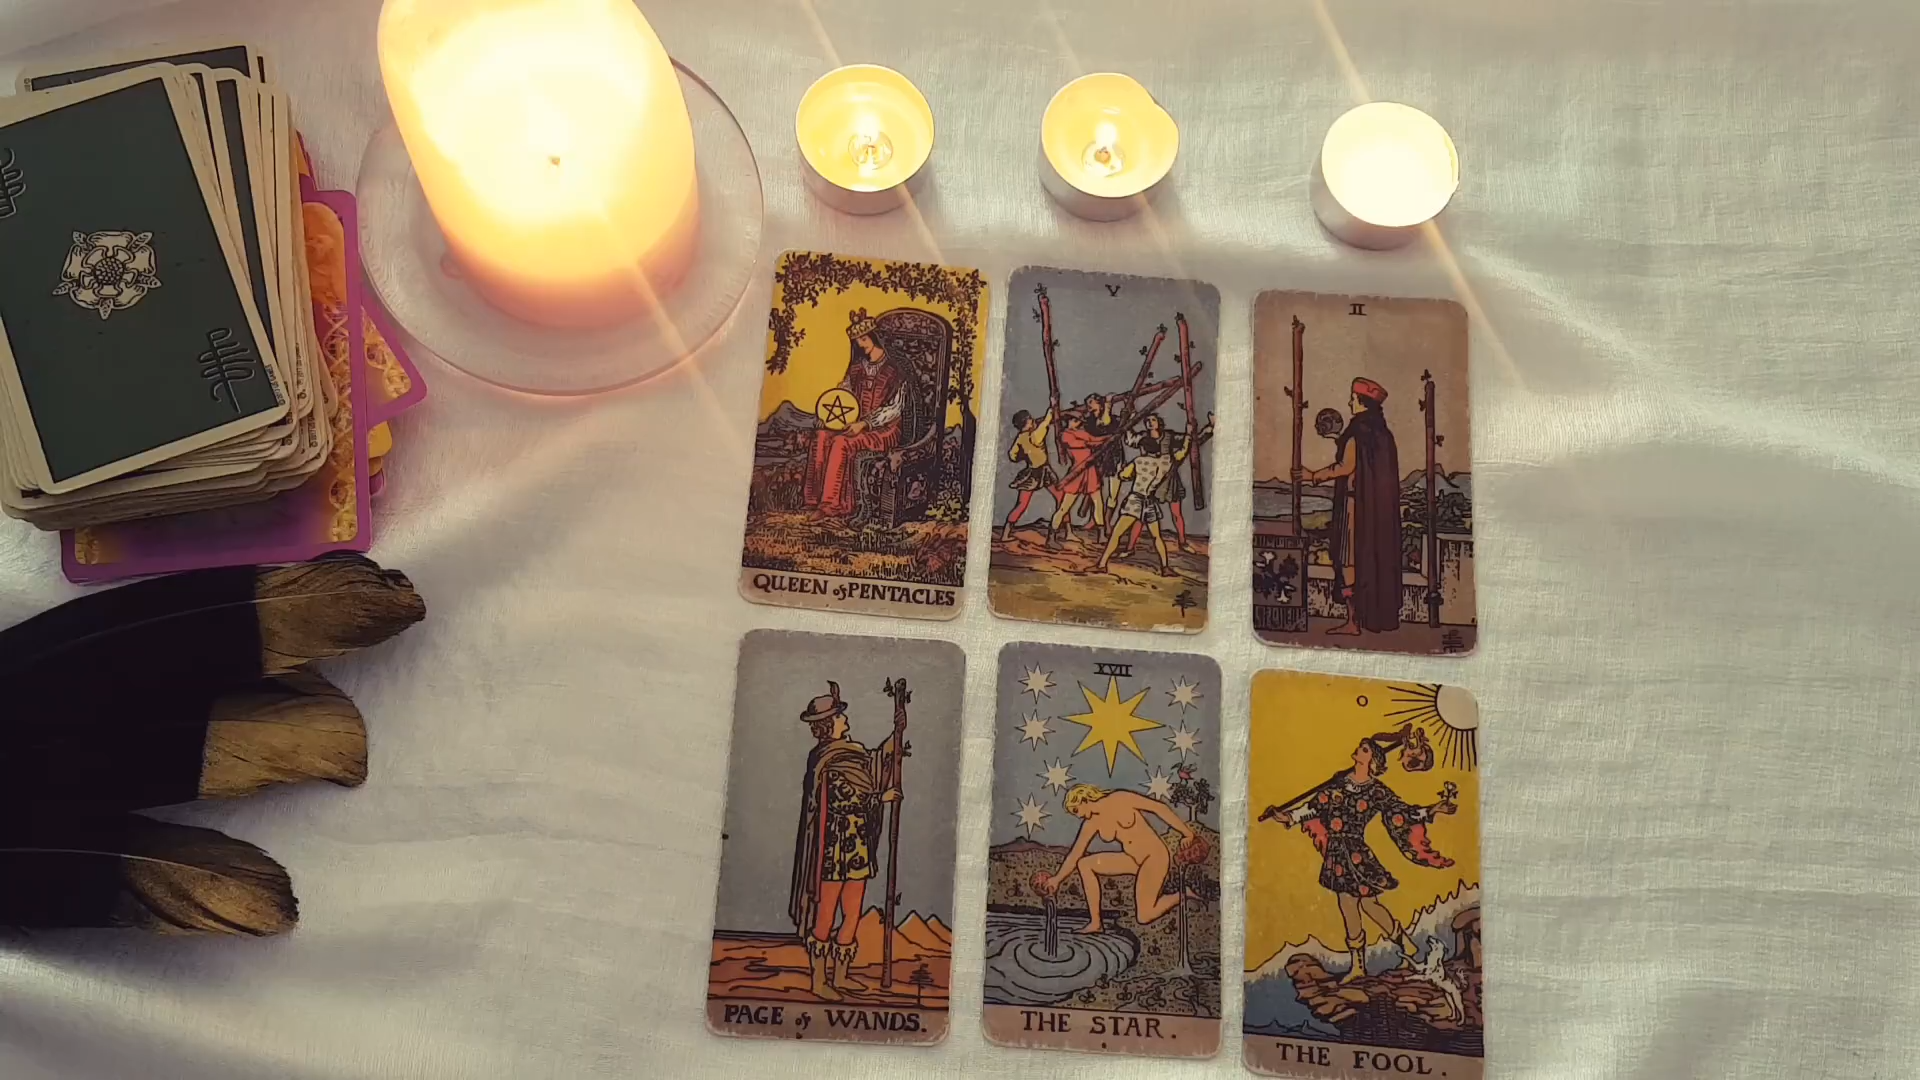 QUEEN of PENTACLES
V
II
PAGE of WANDS.
XVII
THE STAR.
0
THE FOOL.